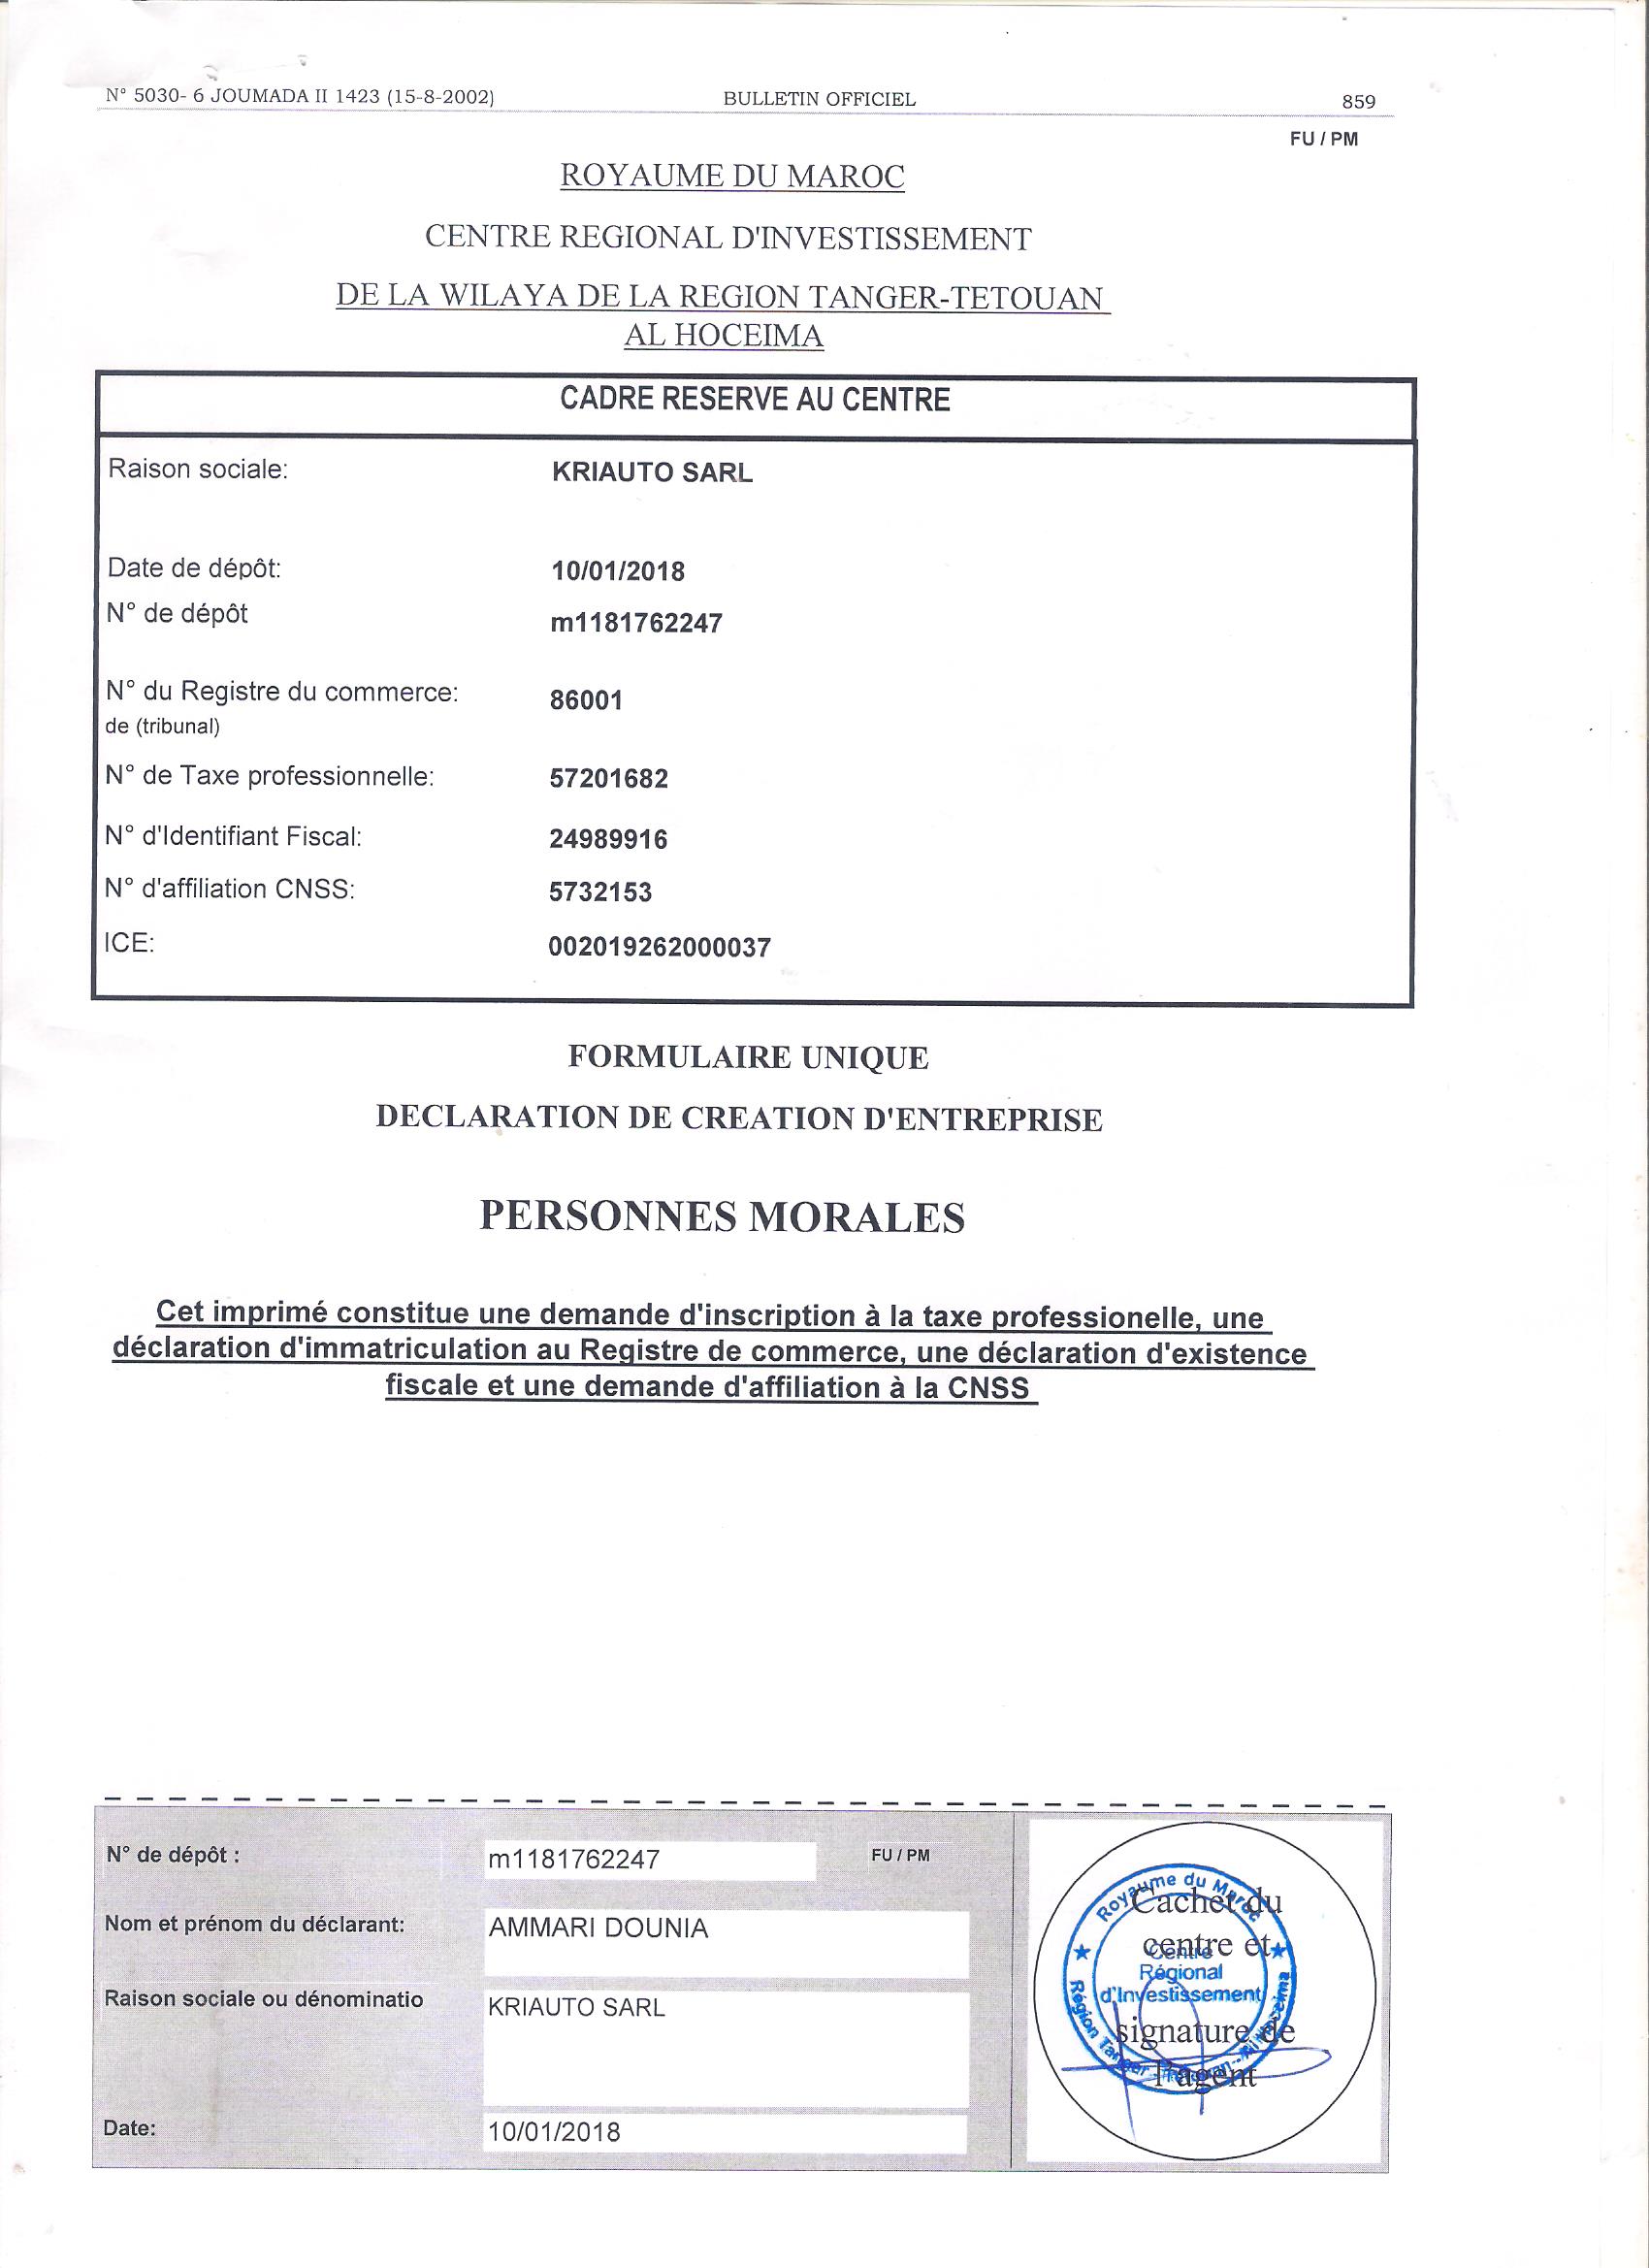 N° 5030- 6 JOUMADA II 1423 (15-8-2002) BULLETIN OFFICIEL 859
FU / PM
ROYAUME DU MAROC
CENTRE REGIONAL D'INVESTISSEMENT
DE LA WILAYA DE LA REGION TANGER-TETOUAN
AL HOCEIMA
CADRE RESERVE AU CENTRE
Raison sociale: KRIAUTO SARL
Date de dépôt: 10/01/2018
N° de dépôt m1181762247
N° du Registre du commerce: 86001
de (tribunal)
N° de Taxe professionnelle: 57201682
N° d'Identifiant Fiscal: 24989916
N° d'affiliation CNSS: 5732153
ICE: 002019262000037
FORMULAIRE UNIQUE
DECLARATION DE CREATION D'ENTREPRISE
PERSONNES MORALES
Cet imprimé constitue une demande d'inscription à la taxe professionelle, une
déclaration d'immatriculation au Registre de commerce, une déclaration d'existence
fiscale et une demande d'affiliation à la CNSS
N° de dépôt : m1181762247 FU / PM
Nom et prénom du déclarant: AMMARI DOUNIA
Raison sociale ou dénominatio KRIAUTO SARL
Date: 10/01/2018
Cachet du
centre et
signature de
l'agent
Royaume du Maroc
Centre
Régional
d'Investissement
Région Tanger - Tétouan - Al Hoceima